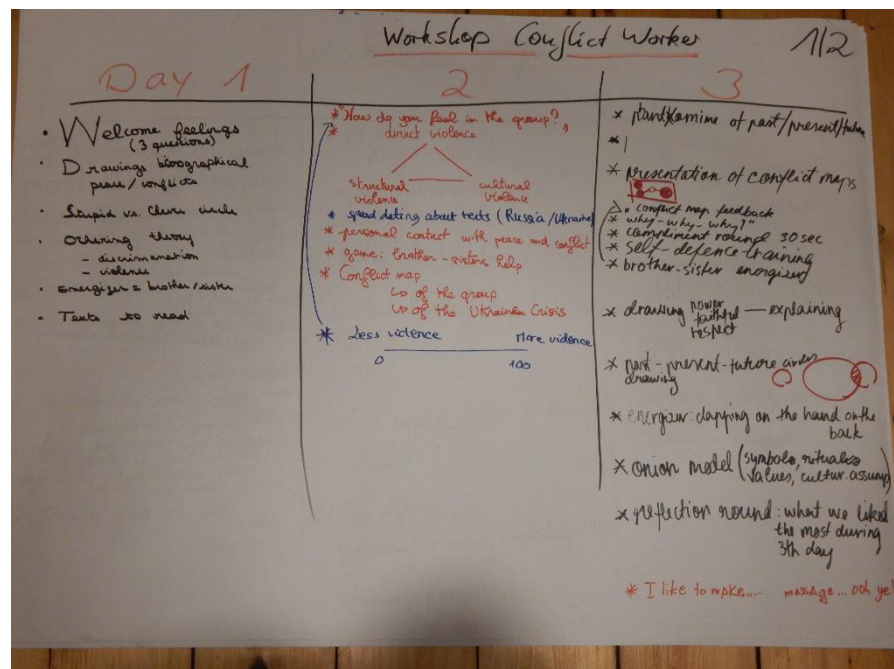 Workshop Conflict Worker
1/2
Day 1
• Welcome feelings
(3 questions)
• Drawings biographical
peace/conflicts
• Stupid vs. Clever circle
• Othering theory
- discrimination
- violence
• Energizer = brother/sister
• Texts to read
2
* "How do you feel in the group?"
* direct violence
structural
violence
cultural
violence
* speed dating about texts (Russia/Ukraine)
* personal contact with peace and conflict
* game: brother-sisters help
* Conflict map
↳ of the group
↳ of the Ukrainian Crisis
* Less violence
More violence
0
100
3
* of past/present/future
* presentation of conflict maps
conflict map feedback
* "why-why-why?"
* compliment round 30 sec
* self-defence training
* brother-sister energizer
* drawing power
faithful
respect
— explaining
* past-present-future circles
drawing
* energizer: clapping on the hand on the
back
* onion model (symbols, rituals
values, cultur. assump)
* reflection round: what we liked
the most during
3th day
* I like to make..... massage... ooh ye